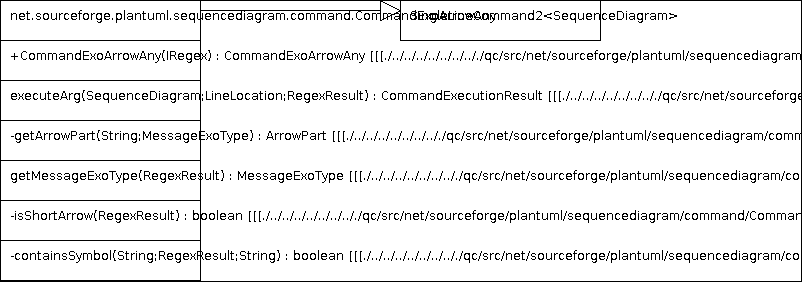 net.sourceforge.plantuml.sequencediagram.command.CommandExoArrowAny
SingleLineCommand2<SequenceDiagram>
+CommandExoArrowAny(IRegex) : CommandExoArrowAny [[[./../../../../../../../../qc/src/net/sourceforge/plantuml/sequencediagram
executeArg(SequenceDiagram;LineLocation;RegexResult) : CommandExecutionResult [[[./../../../../../../../../qc/src/net/sourceforge
-getArrowPart(String;MessageExoType) : ArrowPart [[[./../../../../../../../../qc/src/net/sourceforge/plantuml/sequencediagram/comm
getMessageExoType(RegexResult) : MessageExoType [[[./../../../../../../../../qc/src/net/sourceforge/plantuml/sequencediagram/co
-isShortArrow(RegexResult) : boolean [[[./../../../../../../../../qc/src/net/sourceforge/plantuml/sequencediagram/command/Comman
-containsSymbol(String;RegexResult;String) : boolean [[[./../../../../../../../../qc/src/net/sourceforge/plantuml/sequencediagram/co